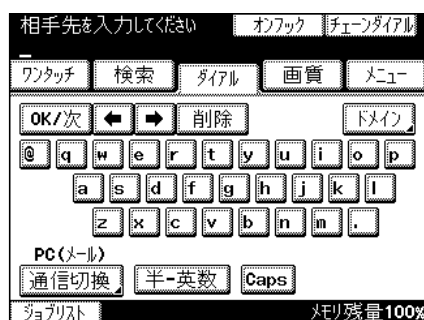 相手先を入力してください オンフック チェーンダイアル
ワンタッチ 検索 ダイアル 画質 メニュー
OK/次 ← → 削除 ドメイン
@ q w e r t y u i o p
a s d f g h j k l
z x c v b n m .
PC(メール)
通信切換 半-英数 Caps
ジョブリスト メモリ残量100%